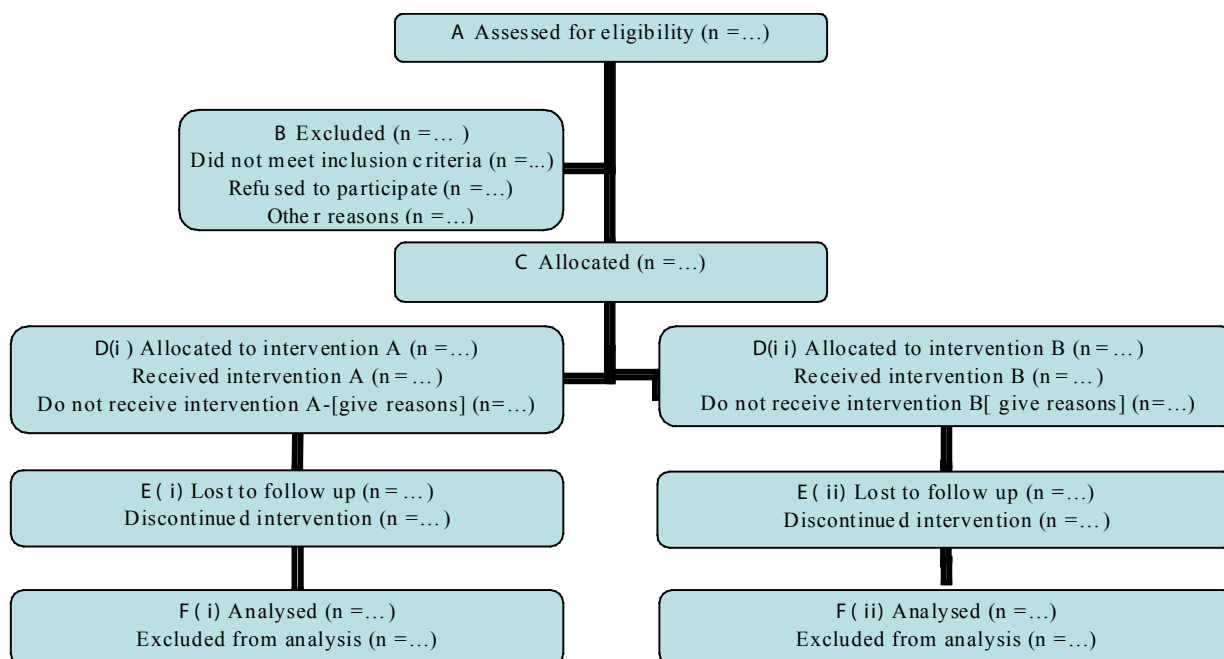 A Assessed for eligibility (n =...)
B Excluded (n =... )
Did not meet inclusion criteria (n =...)
Refused to participate (n =...)
Other reasons (n =...)
C Allocated (n =...)
D(i ) Allocated to intervention A (n =...)
Received intervention A (n =...)
Do not receive intervention A-[give reasons] (n=...)
D(i i) Allocated to intervention B (n =...)
Received intervention B (n =...)
Do not receive intervention B[ give reasons] (n=...)
E ( i) Lost to follow up (n = ...)
Discontinued intervention (n =...)
E ( ii) Lost to follow up (n =...)
Discontinued intervention (n =...)
F ( i) Analysed (n =...)
Excluded from analysis (n =...)
F ( ii) Analysed (n =...)
Excluded from analysis (n =...)